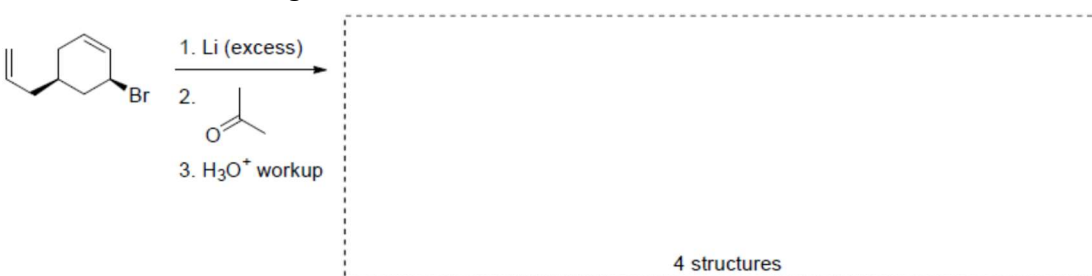 1. Li (excess)
Br
2.
O
3. H₃O⁺ workup
4 structures